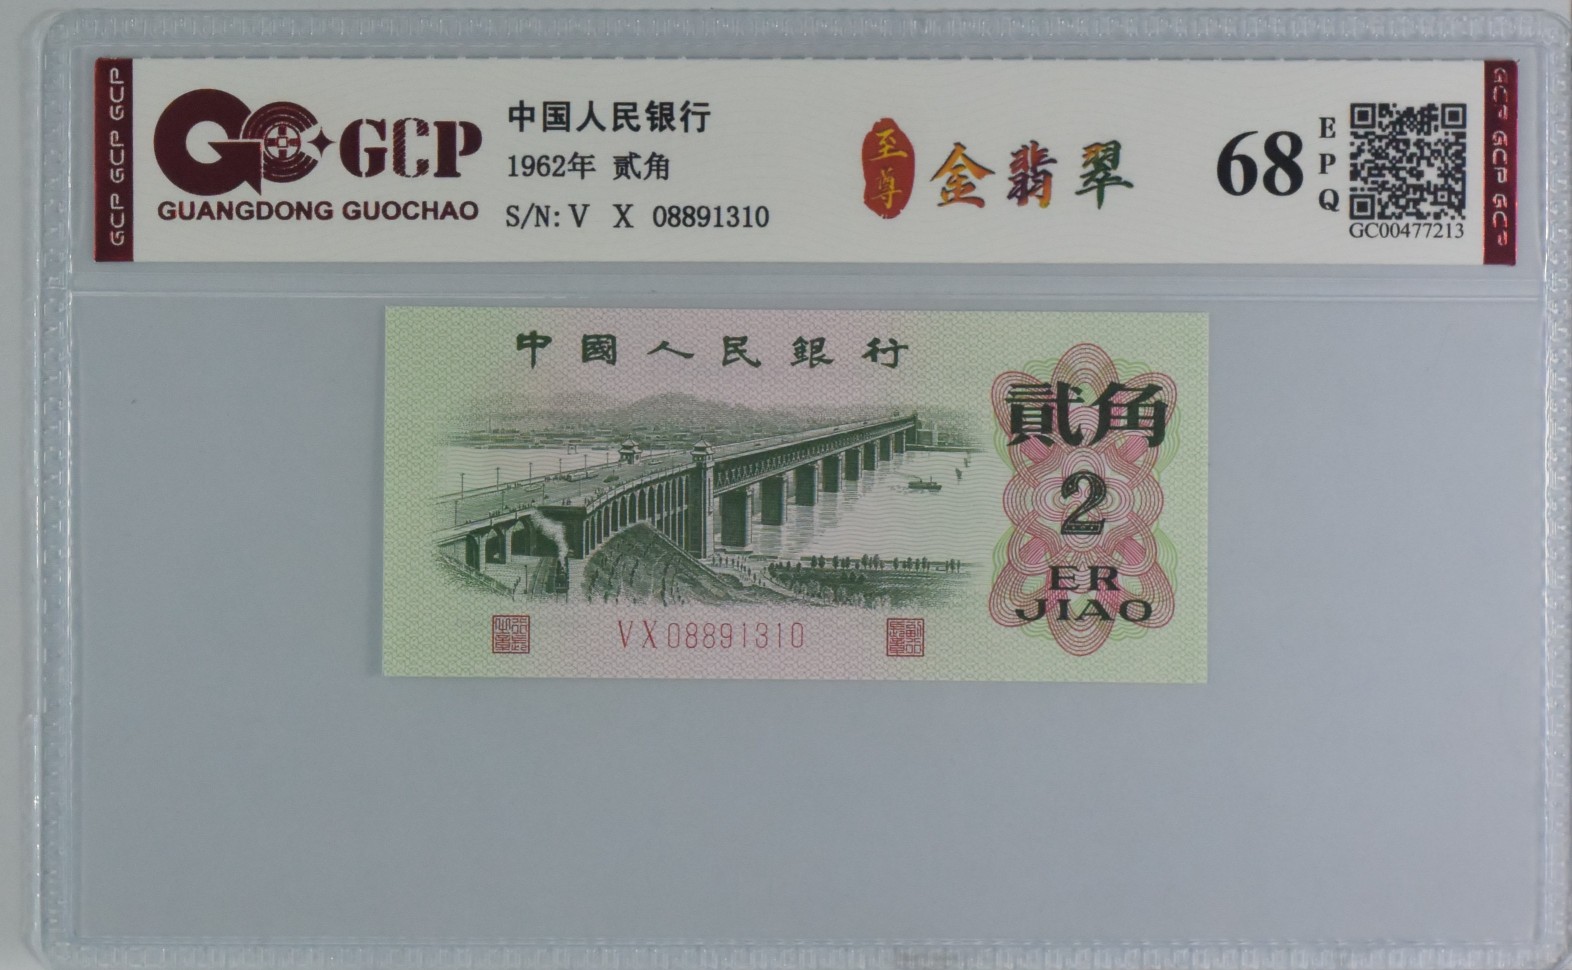 GCP GCP GCP
GCP
GUANGDONG GUOCHAO
中国人民银行
1962年 贰角
S/N: V X 08891310
至尊
金翡翠
68
EPQ
GC00477213
GCP GCP GCP
中國人民銀行
貳角
2
ER
JIAO
VX08891310